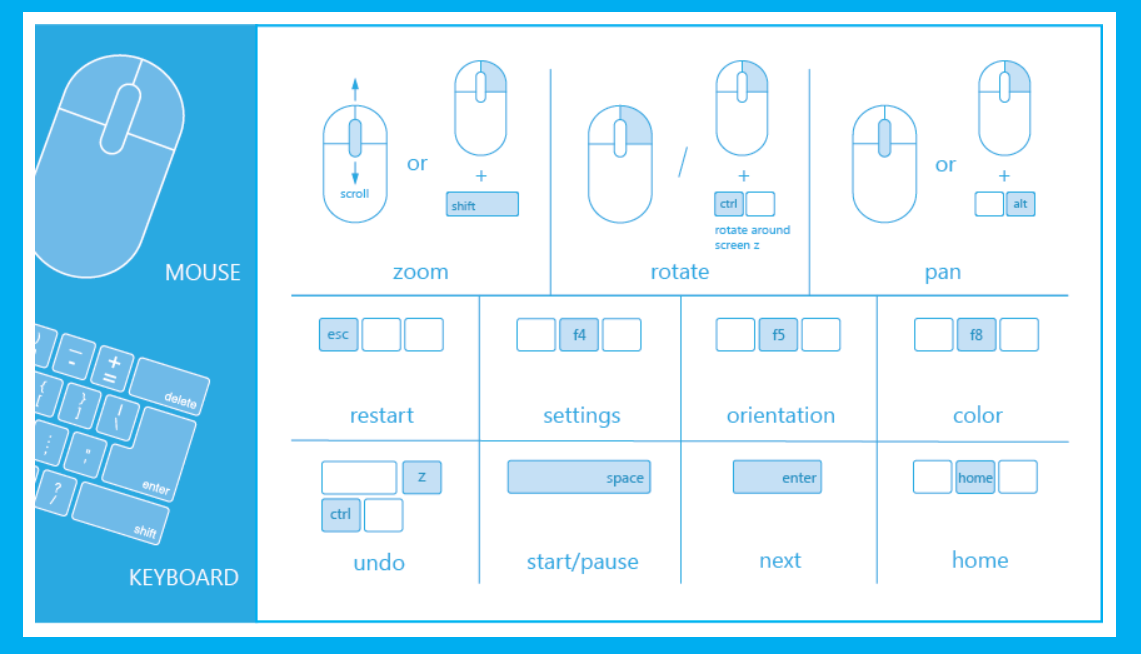 MOUSE
scroll
or
+
shift
zoom
/
+
ctrl
rotate around
screen z
rotate
or
+
alt
pan
esc
restart
f4
settings
f5
orientation
f8
color
z
ctrl
undo
space
start/pause
enter
next
home
home
)
— -
+ =
delete
{ [
} ]
| \
enter
: ;
" '
? /
shift
KEYBOARD